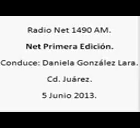 Radio Net 1490 AM.
Net Primera Edición.
Conduce: Daniela González Lara.
Cd. Juárez.
5 Junio 2013.